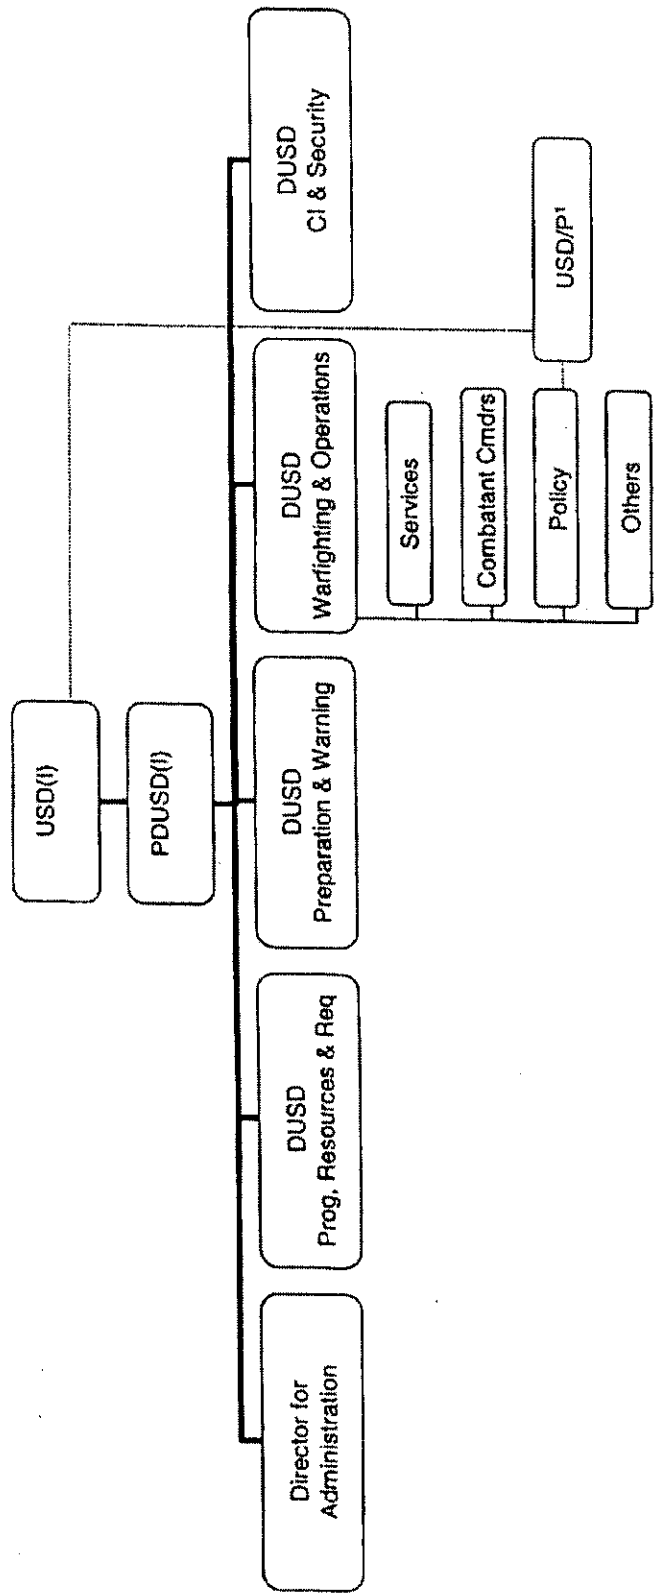 USD(I)
PDUSD(I)
Director for
Administration
DUSD
Prog, Resources & Req
DUSD
Preparation & Warning
DUSD
Warfighting & Operations
DUSD
CI & Security
Services
Combatant Cmdrs
Policy
Others
USD/P¹